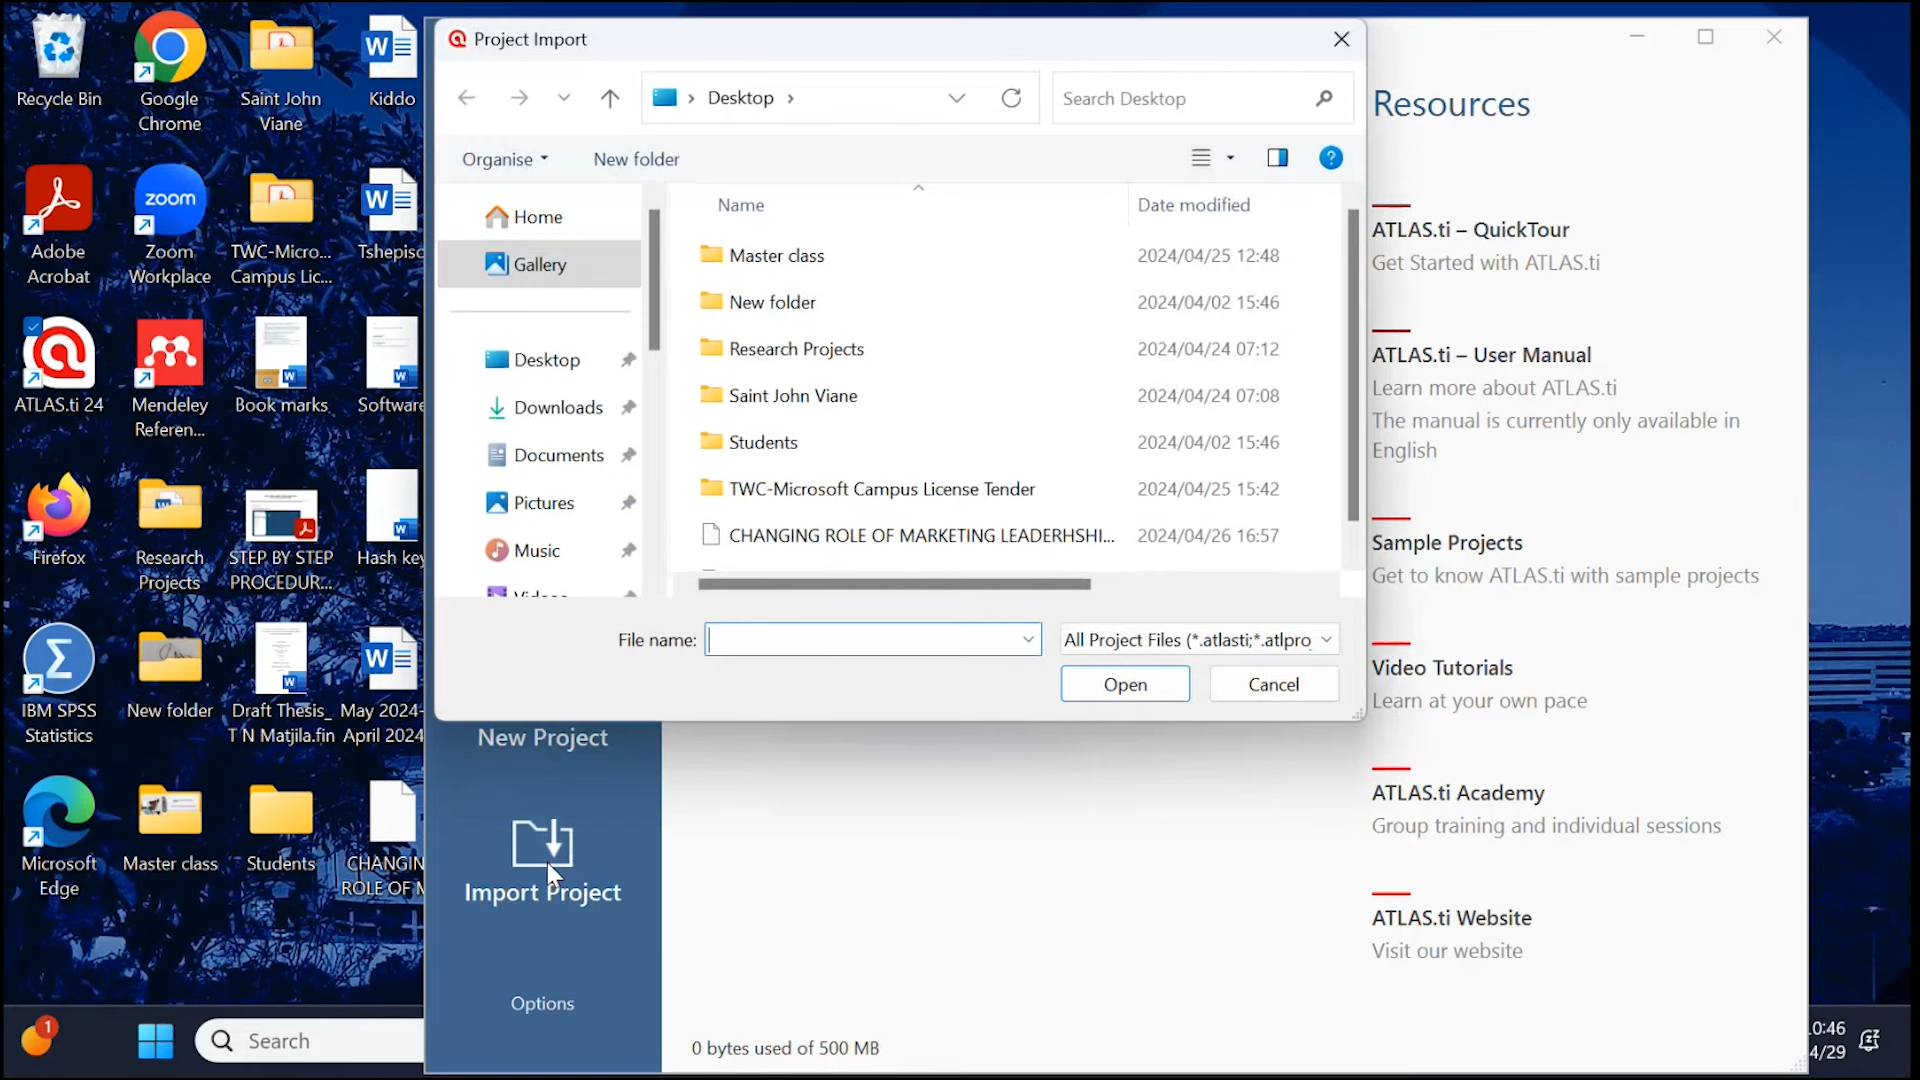 Recycle Bin
Google
Chrome
Saint John
Viane
Kiddo
Adobe
Acrobat
Zoom
Workplace
TWC-Micro...
Campus Lic...
Tshepiso
ATLAS.ti 24
Mendeley
Referen...
Book marks
Software
Firefox
Research
Projects
STEP BY STEP
PROCEDUR...
Hash key
IBM SPSS
Statistics
New folder
Draft Thesis_
T N Matjila.fin
May 2024-
April 2024
Microsoft
Edge
Master class
Students
CHANGIN
ROLE OF M
zoom
1
Search
Project Import
Desktop
Search Desktop
Organise
New folder
Home
Gallery
Desktop
Downloads
Documents
Pictures
Music
Videos
Name
Date modified
Master class 2024/04/25 12:48
New folder 2024/04/02 15:46
Research Projects 2024/04/24 07:12
Saint John Viane 2024/04/24 07:08
Students 2024/04/02 15:46
TWC-Microsoft Campus License Tender 2024/04/25 15:42
CHANGING ROLE OF MARKETING LEADERHSHI... 2024/04/26 16:57
File name:
All Project Files (*.atlasti;*.atlpro
Open
Cancel
New Project
Import Project
Options
0 bytes used of 500 MB
Resources
ATLAS.ti – QuickTour
Get Started with ATLAS.ti
ATLAS.ti – User Manual
Learn more about ATLAS.ti
The manual is currently only available in
English
Sample Projects
Get to know ATLAS.ti with sample projects
Video Tutorials
Learn at your own pace
ATLAS.ti Academy
Group training and individual sessions
ATLAS.ti Website
Visit our website
0:46
4/29